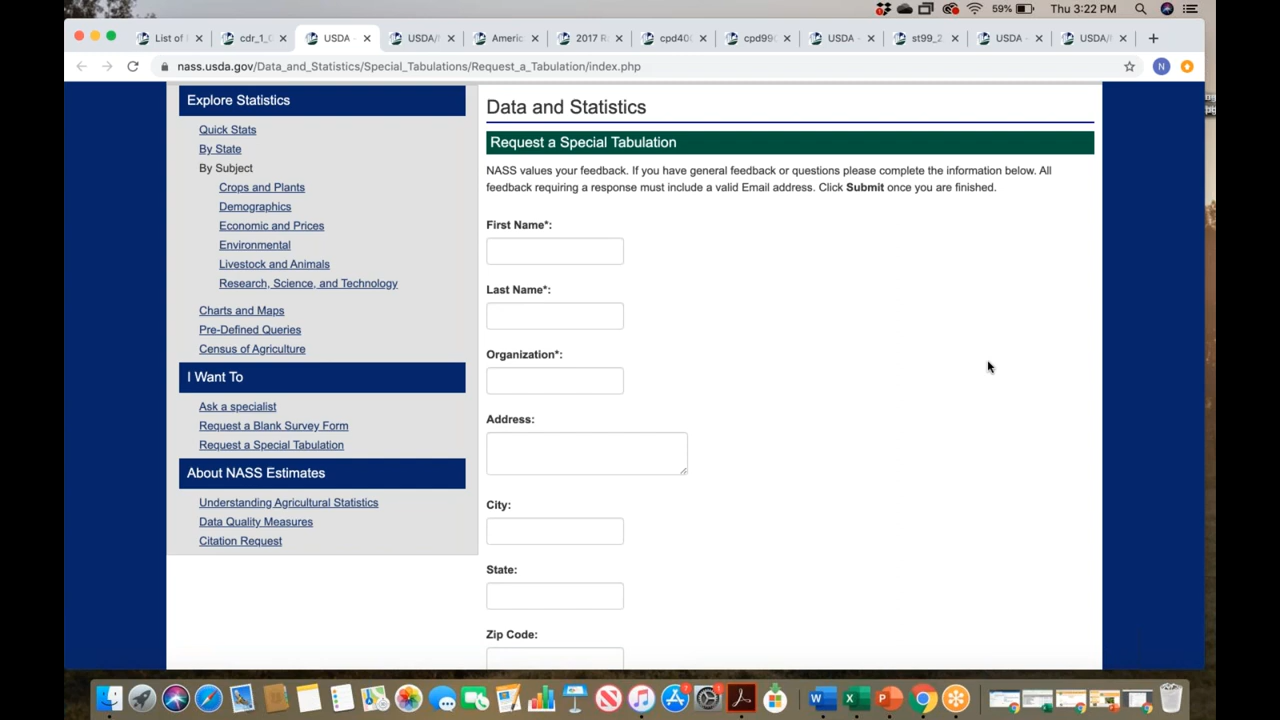 59% Thu 3:22 PM
List of
cdr_1_
USDA -
USDA/
Americ
2017 R
cpd40
cpd99
USDA -
st99_2
USDA -
USDA/
nass.usda.gov/Data_and_Statistics/Special_Tabulations/Request_a_Tabulation/index.php
N
Explore Statistics
Quick Stats
By State
By Subject
Crops and Plants
Demographics
Economic and Prices
Environmental
Livestock and Animals
Research, Science, and Technology
Charts and Maps
Pre-Defined Queries
Census of Agriculture
I Want To
Ask a specialist
Request a Blank Survey Form
Request a Special Tabulation
About NASS Estimates
Understanding Agricultural Statistics
Data Quality Measures
Citation Request
Data and Statistics
Request a Special Tabulation
NASS values your feedback. If you have general feedback or questions please complete the information below. All
feedback requiring a response must include a valid Email address. Click Submit once you are finished.
First Name*:
Last Name*:
Organization*:
Address:
City:
State:
Zip Code: